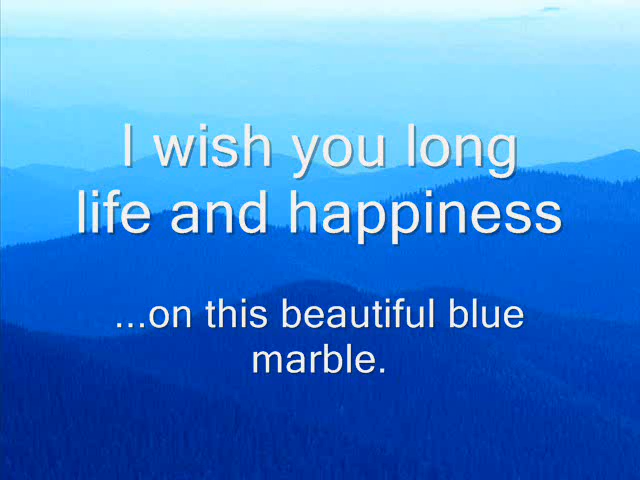 I wish you long
life and happiness
...on this beautiful blue
marble.